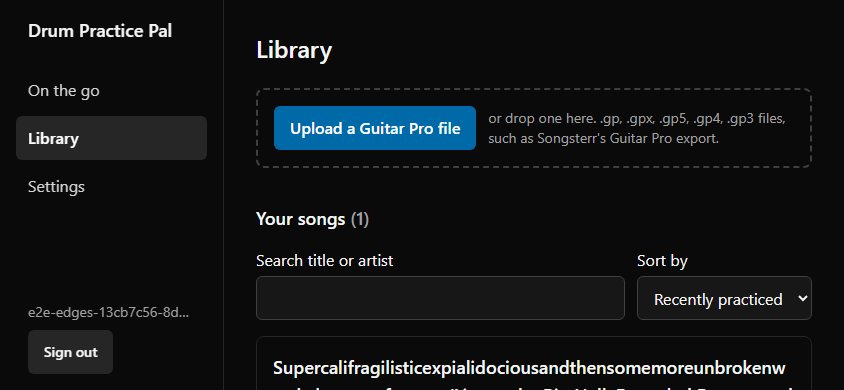 Drum Practice Pal
On the go
Library
Settings
e2e-edges-13cb7c56-8d...
Sign out
Library
Upload a Guitar Pro file
or drop one here. .gp, .gpx, .gp5, .gp4, .gp3 files,
such as Songsterr's Guitar Pro export.
Your songs (1)
Search title or artist
Sort by
Recently practiced
Supercalifragilisticexpialidociousandthensomemoreunbrokenw